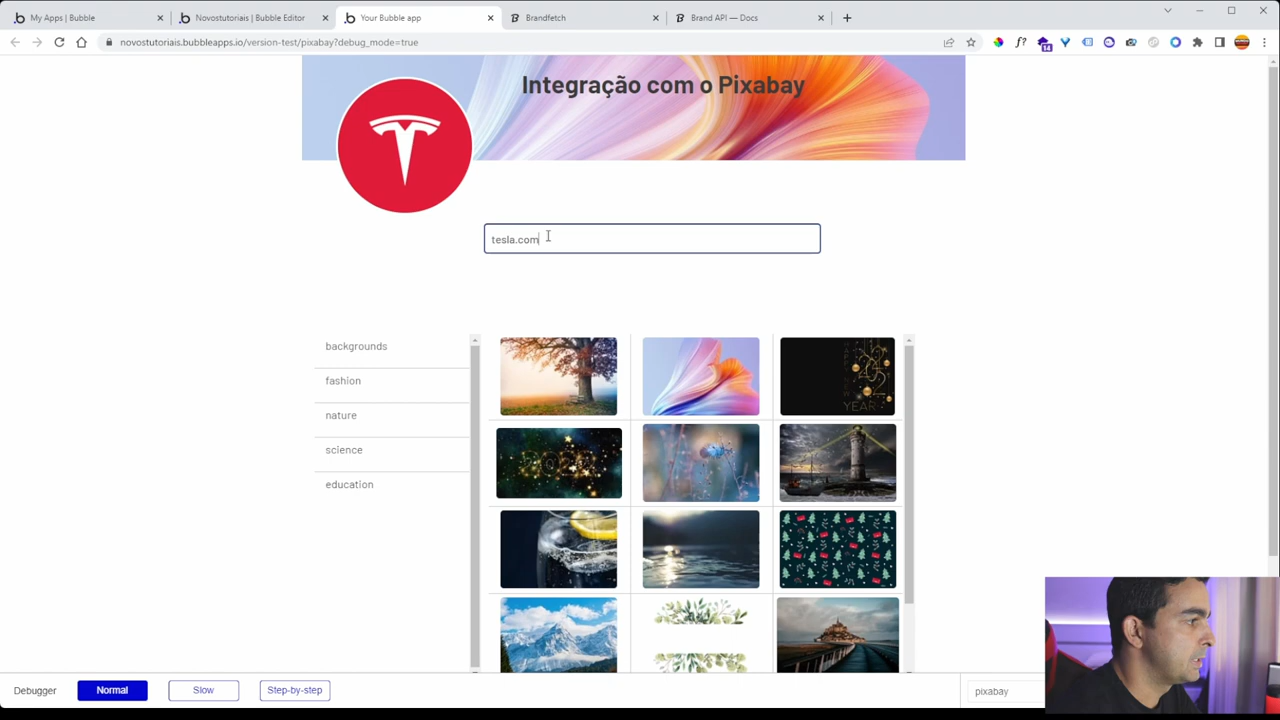 My Apps | Bubble
Novostutoriais | Bubble Editor
Your Bubble app
Brandfetch
Brand API — Docs
novostutoriais.bubbleapps.io/version-test/pixabay?debug_mode=true
f?
14
Integração com o Pixabay
tesla.com
backgrounds
fashion
nature
science
education
YEAR
Debugger
Normal
Slow
Step-by-step
pixabay